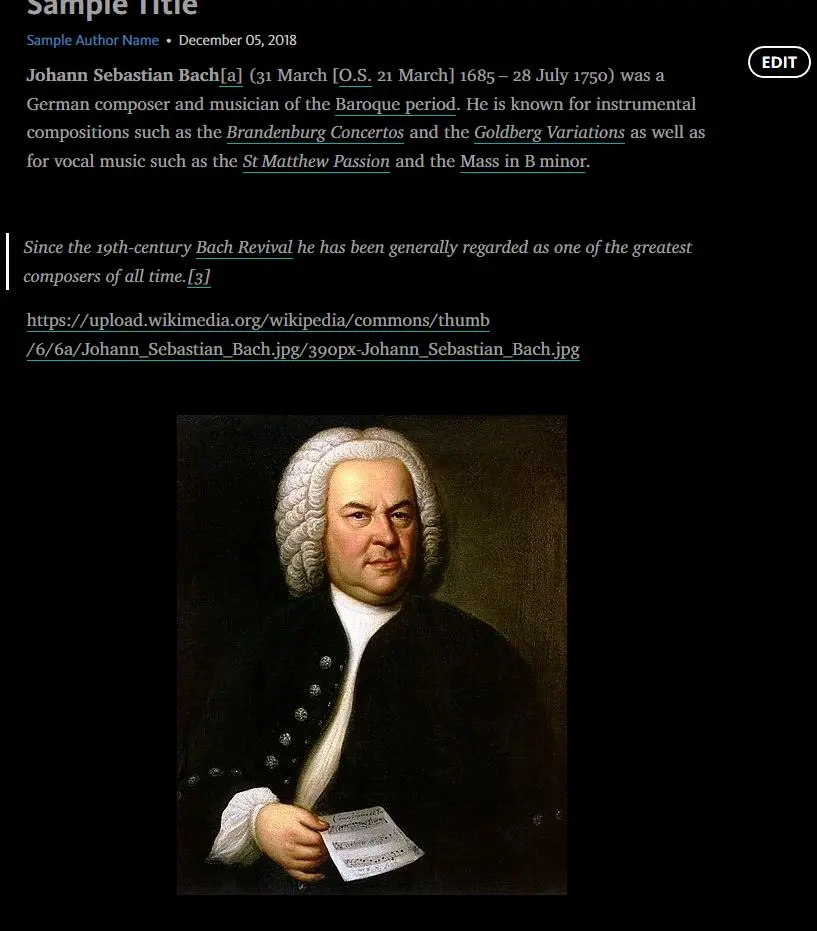 Sample Title
Sample Author Name • December 05, 2018
EDIT
Johann Sebastian Bach[a] (31 March [O.S. 21 March] 1685 – 28 July 1750) was a
German composer and musician of the Baroque period. He is known for instrumental
compositions such as the Brandenburg Concertos and the Goldberg Variations as well as
for vocal music such as the St Matthew Passion and the Mass in B minor.
Since the 19th-century Bach Revival he has been generally regarded as one of the greatest
composers of all time.[3]
https://upload.wikimedia.org/wikipedia/commons/thumb
/6/6a/Johann_Sebastian_Bach.jpg/390px-Johann_Sebastian_Bach.jpg